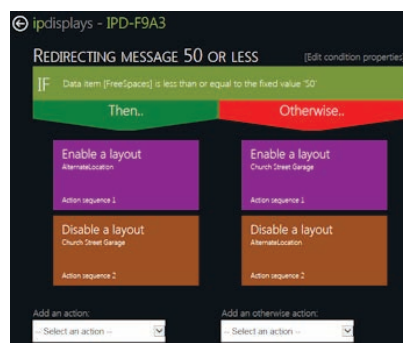 ipdisplays - IPD-F9A3
REDIRECTING MESSAGE 50 OR LESS
[Edit condition properties
IF Data item [FreeSpaces] is less than or equal to the fixed value '50'
Then..
Otherwise..
Enable a layout
AlternateLocation
Action sequence 1
Enable a layout
Church Street Garage
Action sequence 1
Disable a layout
Church Street Garage
Action sequence 2
Disable a layout
AlternateLocation
Action sequence 2
Add an action:
-- Select an action --
Add an otherwise action:
-- Select an action --